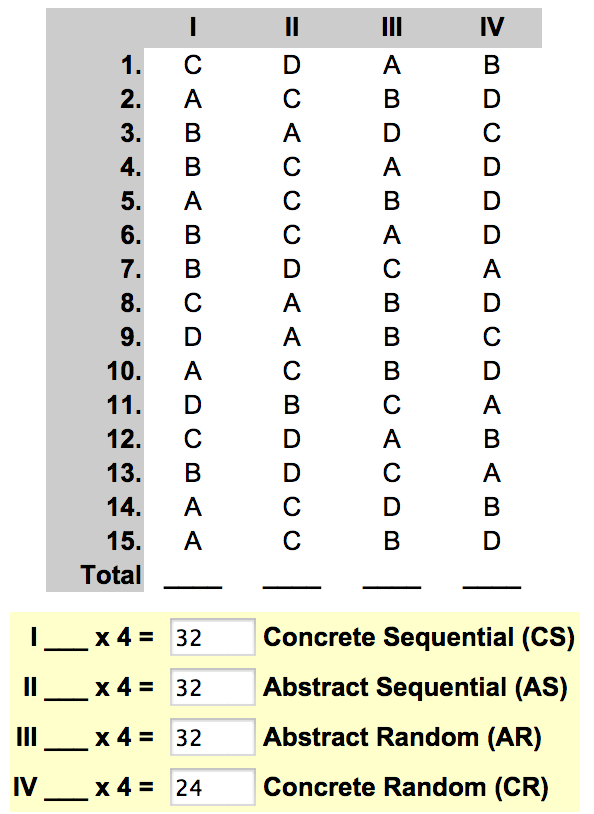 I II III IV
1. C D A B
2. A C B D
3. B A D C
4. B C A D
5. A C B D
6. B C A D
7. B D C A
8. C A B D
9. D A B C
10. A C B D
11. D B C A
12. C D A B
13. B D C A
14. A C D B
15. A C B D
Total ____ ____ ____ ____
I ___ x 4 = 32 Concrete Sequential (CS)
II ___ x 4 = 32 Abstract Sequential (AS)
III ___ x 4 = 32 Abstract Random (AR)
IV ___ x 4 = 24 Concrete Random (CR)